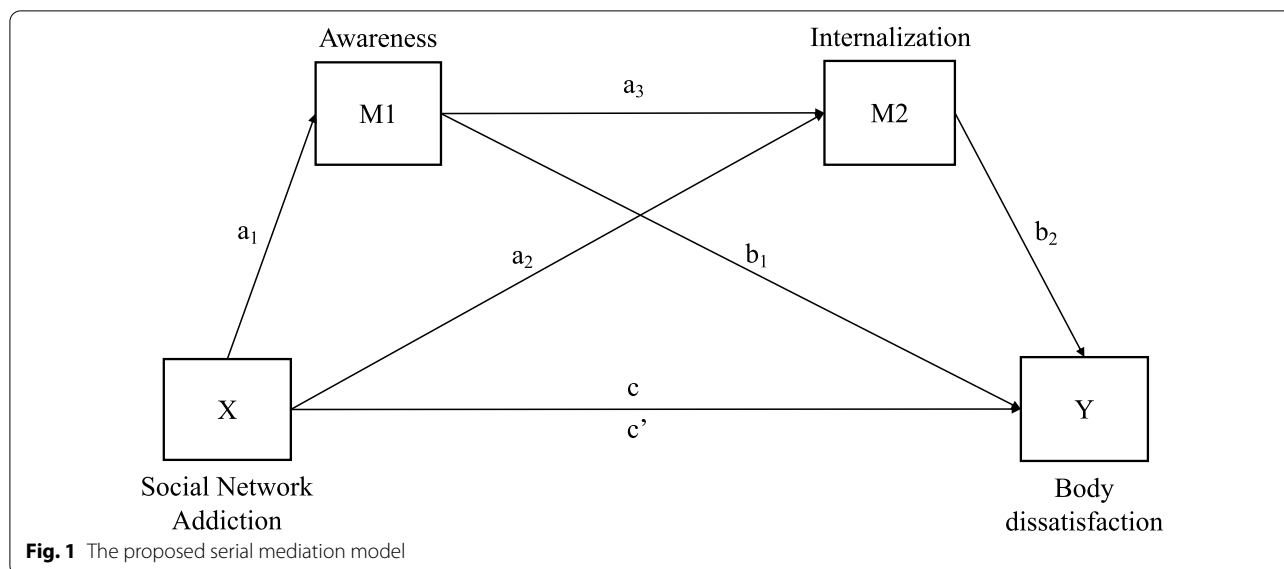 Awareness
Internalization
M1
a₃
M2
a₁
a₂
b₁
b₂
X
c
c’
Y
Social Network
Addiction
Body
dissatisfaction
Fig. 1 The proposed serial mediation model